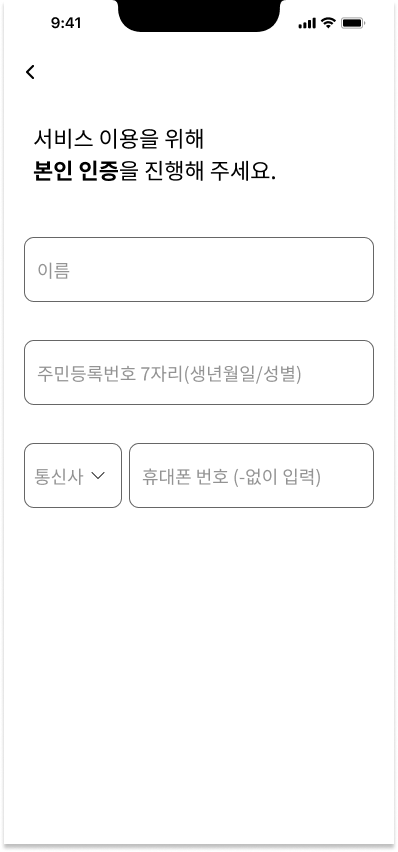 9:41
서비스 이용을 위해
본인 인증을 진행해 주세요.
이름
주민등록번호 7자리(생년월일/성별)
통신사 휴대폰 번호 (-없이 입력)